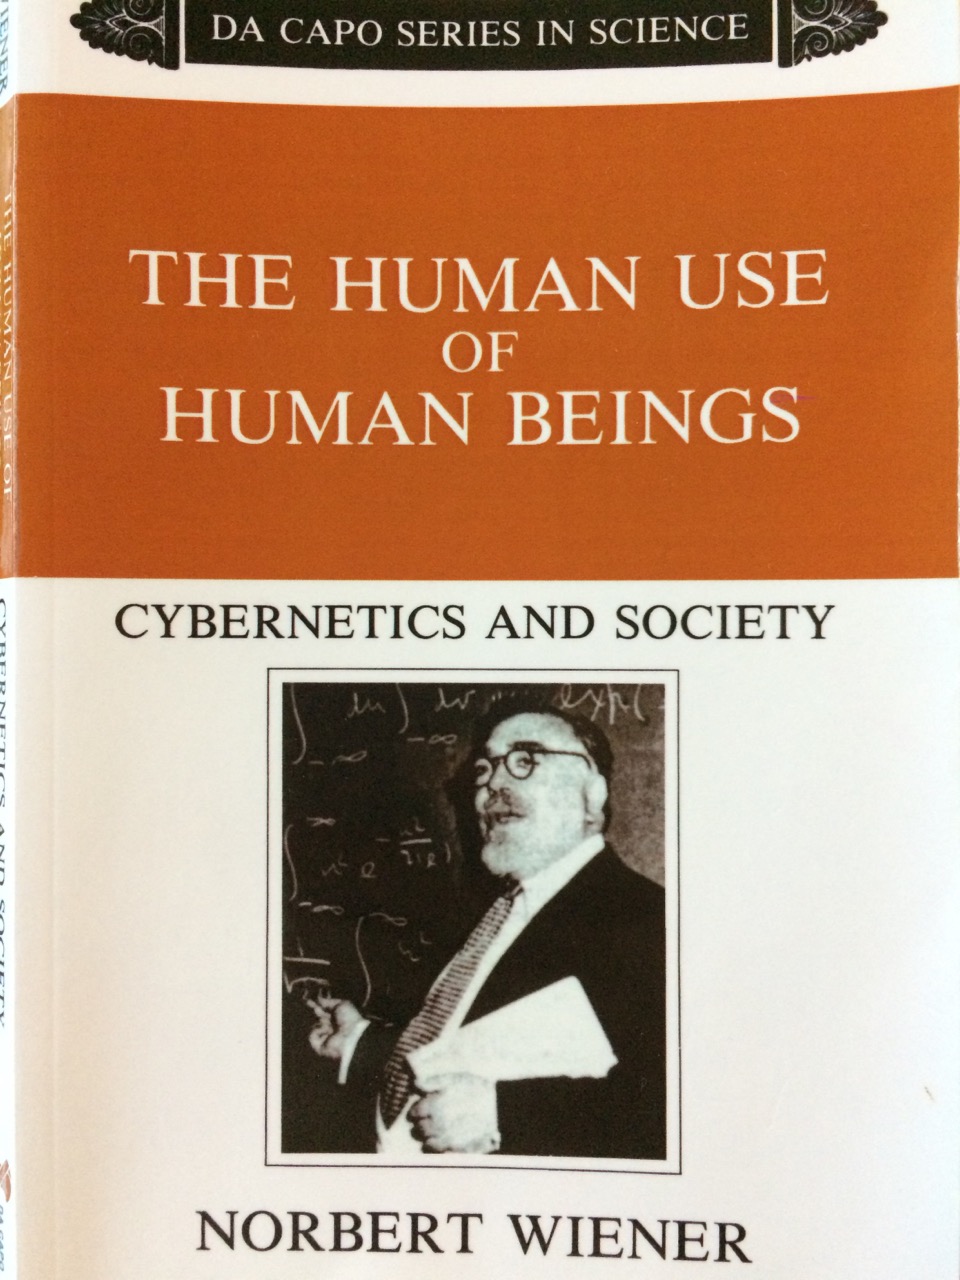 DA CAPO SERIES IN SCIENCE
THE HUMAN USE
OF
HUMAN BEINGS
CYBERNETICS AND SOCIETY
exp(
NORBERT WIENER
THE HUMAN USE OF
CYBERNETICS AND SOCIETY